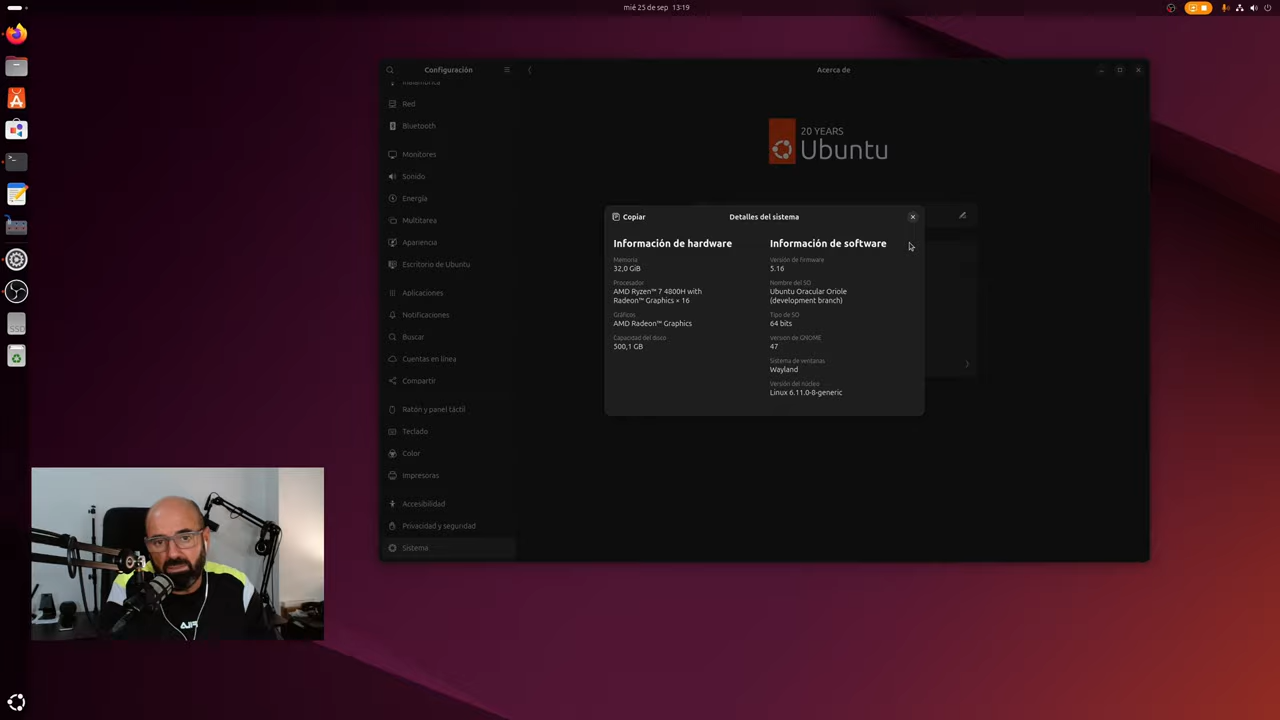 mié 25 de sep 13:19
Configuración
Acerca de
Inalámbrica
Red
Bluetooth
Monitores
Sonido
Energía
Multitarea
Apariencia
Escritorio de Ubuntu
Aplicaciones
Notificaciones
Buscar
Cuentas en línea
Compartir
Ratón y panel táctil
Teclado
Color
Impresoras
Accesibilidad
Privacidad y seguridad
Sistema
20 YEARS
Ubuntu
Copiar
Detalles del sistema
Información de hardware
Memoria
32,0 GiB
Procesador
AMD Ryzen™ 7 4800H with
Radeon™ Graphics × 16
Gráficos
AMD Radeon™ Graphics
Capacidad del disco
500,1 GB
Información de software
Versión de firmware
5.16
Nombre del SO
Ubuntu Oracular Oriole
(development branch)
Tipo de SO
64 bits
Versión de GNOME
47
Sistema de ventanas
Wayland
Versión del núcleo
Linux 6.11.0-8-generic
SSD